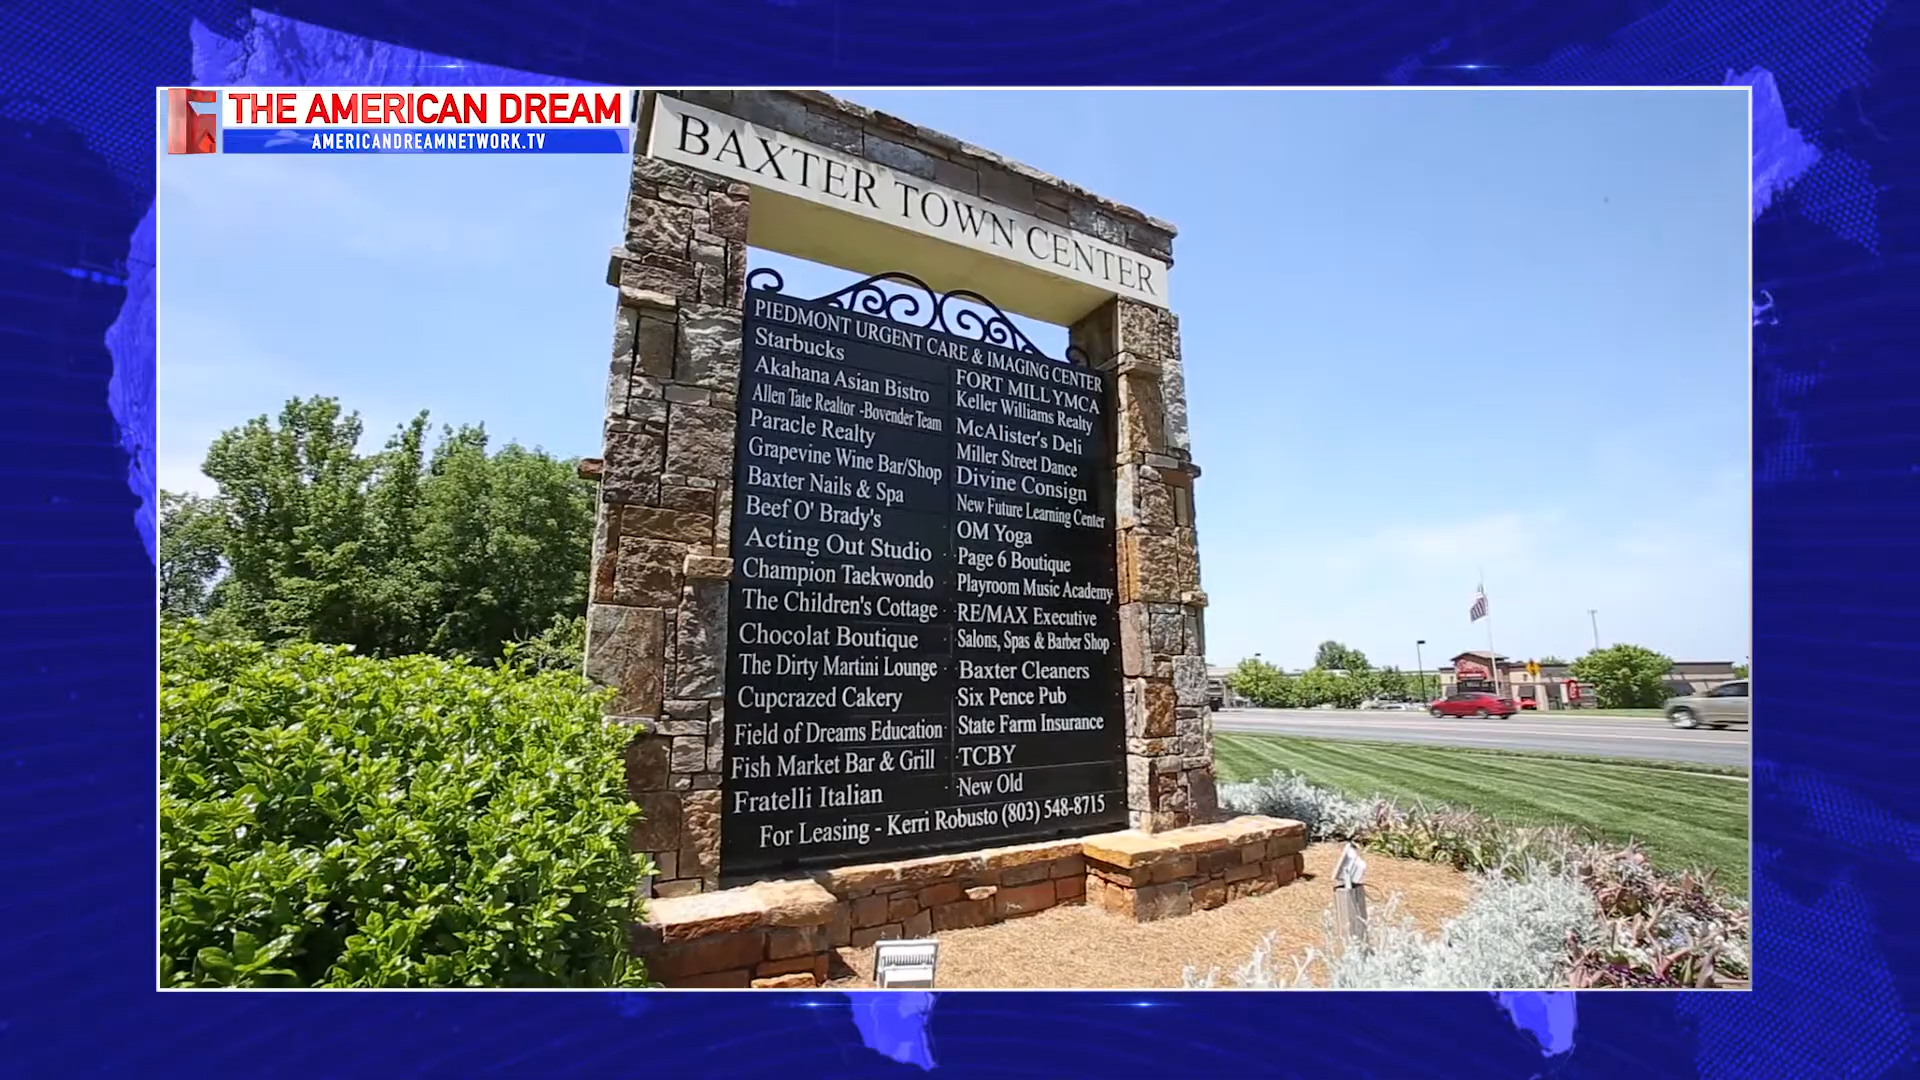 THE AMERICAN DREAM
AMERICANDREAMNETWORK.TV
BAXTER TOWN CENTER
PIEDMONT URGENT CARE & IMAGING CENTER
Starbucks
Akahana Asian Bistro
Allen Tate Realtor -Bovender Team
Paracle Realty
Grapevine Wine Bar/Shop
Baxter Nails & Spa
Beef O' Brady's
Acting Out Studio
Champion Taekwondo
The Children's Cottage
Chocolat Boutique
The Dirty Martini Lounge
Cupcrazed Cakery
Field of Dreams Education
Fish Market Bar & Grill
Fratelli Italian
FORT MILL YMCA
Keller Williams Realty
McAlister's Deli
Miller Street Dance
Divine Consign
New Future Learning Center
OM Yoga
Page 6 Boutique
Playroom Music Academy
RE/MAX Executive
Salons, Spas & Barber Shop
Baxter Cleaners
Six Pence Pub
State Farm Insurance
TCBY
New Old
For Leasing - Kerri Robusto (803) 548-8715